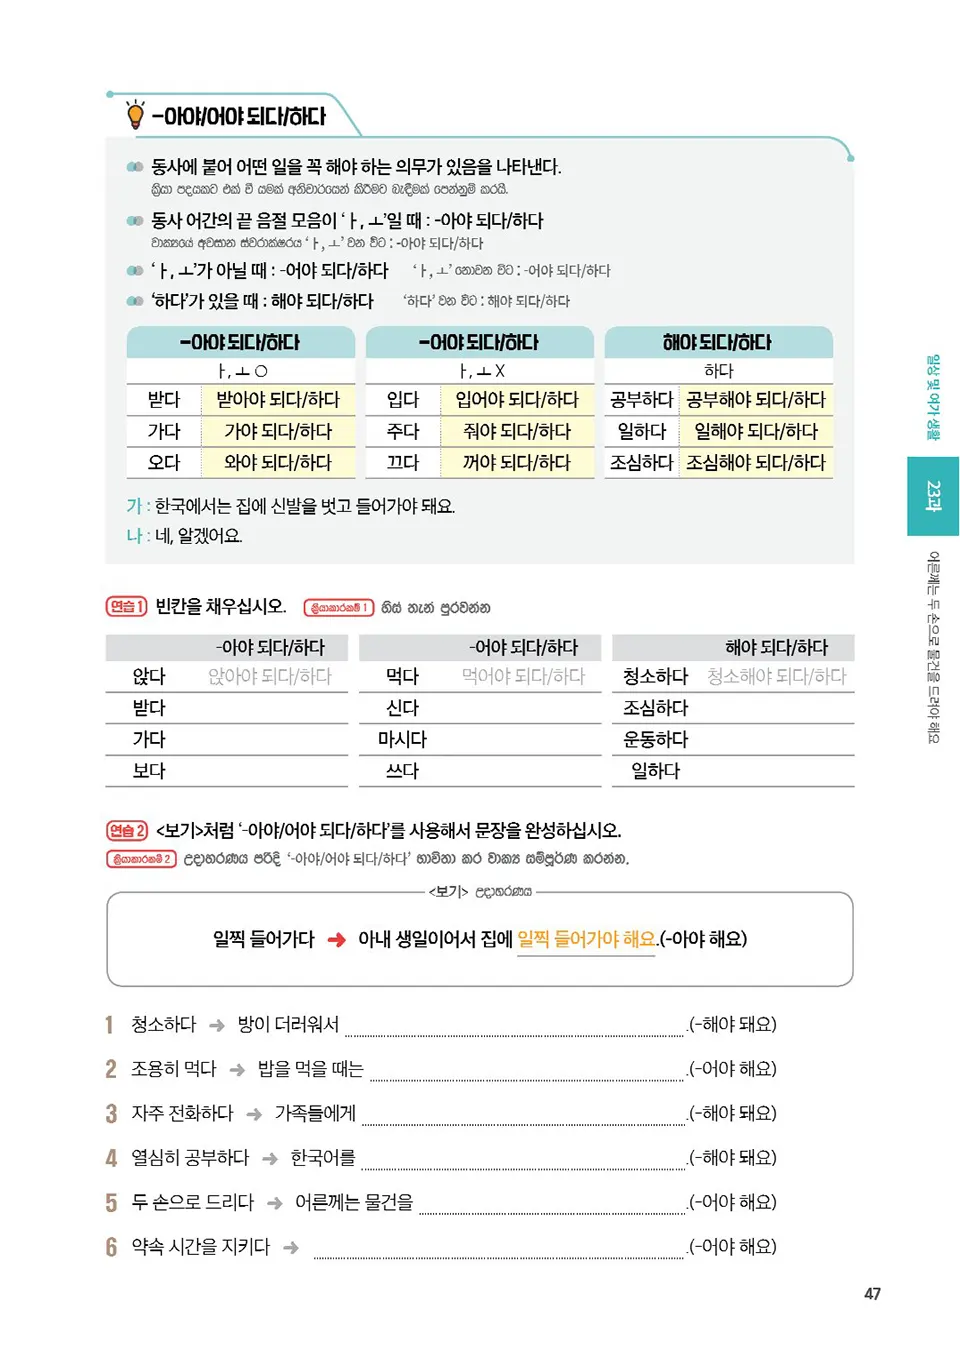 -아야/어야 되다/하다
동사에 붙어 어떤 일을 꼭 해야 하는 의무가 있음을 나타낸다.
ක්‍රියා පදයකට එක් වී යමක් අනිවාරයෙන් කිරීමට බැඳීමක් පෙන්නුම් කරයි.
동사 어간의 끝 음절 모음이 ‘ㅏ, ㅗ’일 때 : -아야 되다/하다
වාක්‍යයේ අවසාන ස්වරාක්ෂරය ‘ㅏ, ㅗ’ වන විට : -아야 되다/하다
‘ㅏ, ㅗ’가 아닐 때 : -어야 되다/하다 ‘ㅏ, ㅗ’ නොවන විට : -어야 되다/하다
‘하다’가 있을 때 : 해야 되다/하다 ‘하다’ වන විට : 해야 되다/하다
-아야 되다/하다 -어야 되다/하다 해야 되다/하다
ㅏ, ㅗ O ㅏ, ㅗ X 하다
받다 받아야 되다/하다 입다 입어야 되다/하다 공부하다 공부해야 되다/하다
가다 가야 되다/하다 주다 줘야 되다/하다 일하다 일해야 되다/하다
오다 와야 되다/하다 끄다 꺼야 되다/하다 조심하다 조심해야 되다/하다
가 : 한국에서는 집에 신발을 벗고 들어가야 돼요.
나 : 네, 알겠어요.
연습 1 빈칸을 채우십시오. ක්‍රියාකාරකම් 1 හිස් තැන් පුරවන්න
-아야 되다/하다 -어야 되다/하다 해야 되다/하다
앉다 앉아야 되다/하다 먹다 먹어야 되다/하다 청소하다 청소해야 되다/하다
받다 신다 조심하다
가다 마시다 운동하다
보다 쓰다 일하다
연습 2 <보기>처럼 ‘-아야/어야 되다/하다’를 사용해서 문장을 완성하십시오.
ක්‍රියාකාරකම් 2 උදාහරණය පරිදි ‘-아야/어야 되다/하다’ භාවිතා කර වාක්‍ය සම්පූර්ණ කරන්න.
<보기> උදාහරණය
일찍 들어가다 ➜ 아내 생일이어서 집에 일찍 들어가야 해요.(-아야 해요)
1 청소하다 ➜ 방이 더러워서 .(-해야 돼요)
2 조용히 먹다 ➜ 밥을 먹을 때는 .(-어야 해요)
3 자주 전화하다 ➜ 가족들에게 .(-해야 돼요)
4 열심히 공부하다 ➜ 한국어를 .(-해야 돼요)
5 두 손으로 드리다 ➜ 어른께는 물건을 .(-어야 해요)
6 약속 시간을 지키다 ➜ .(-어야 해요)
일상 및 여가 생활
23과
어른께는 두 손으로 물건을 드려야 해요
47